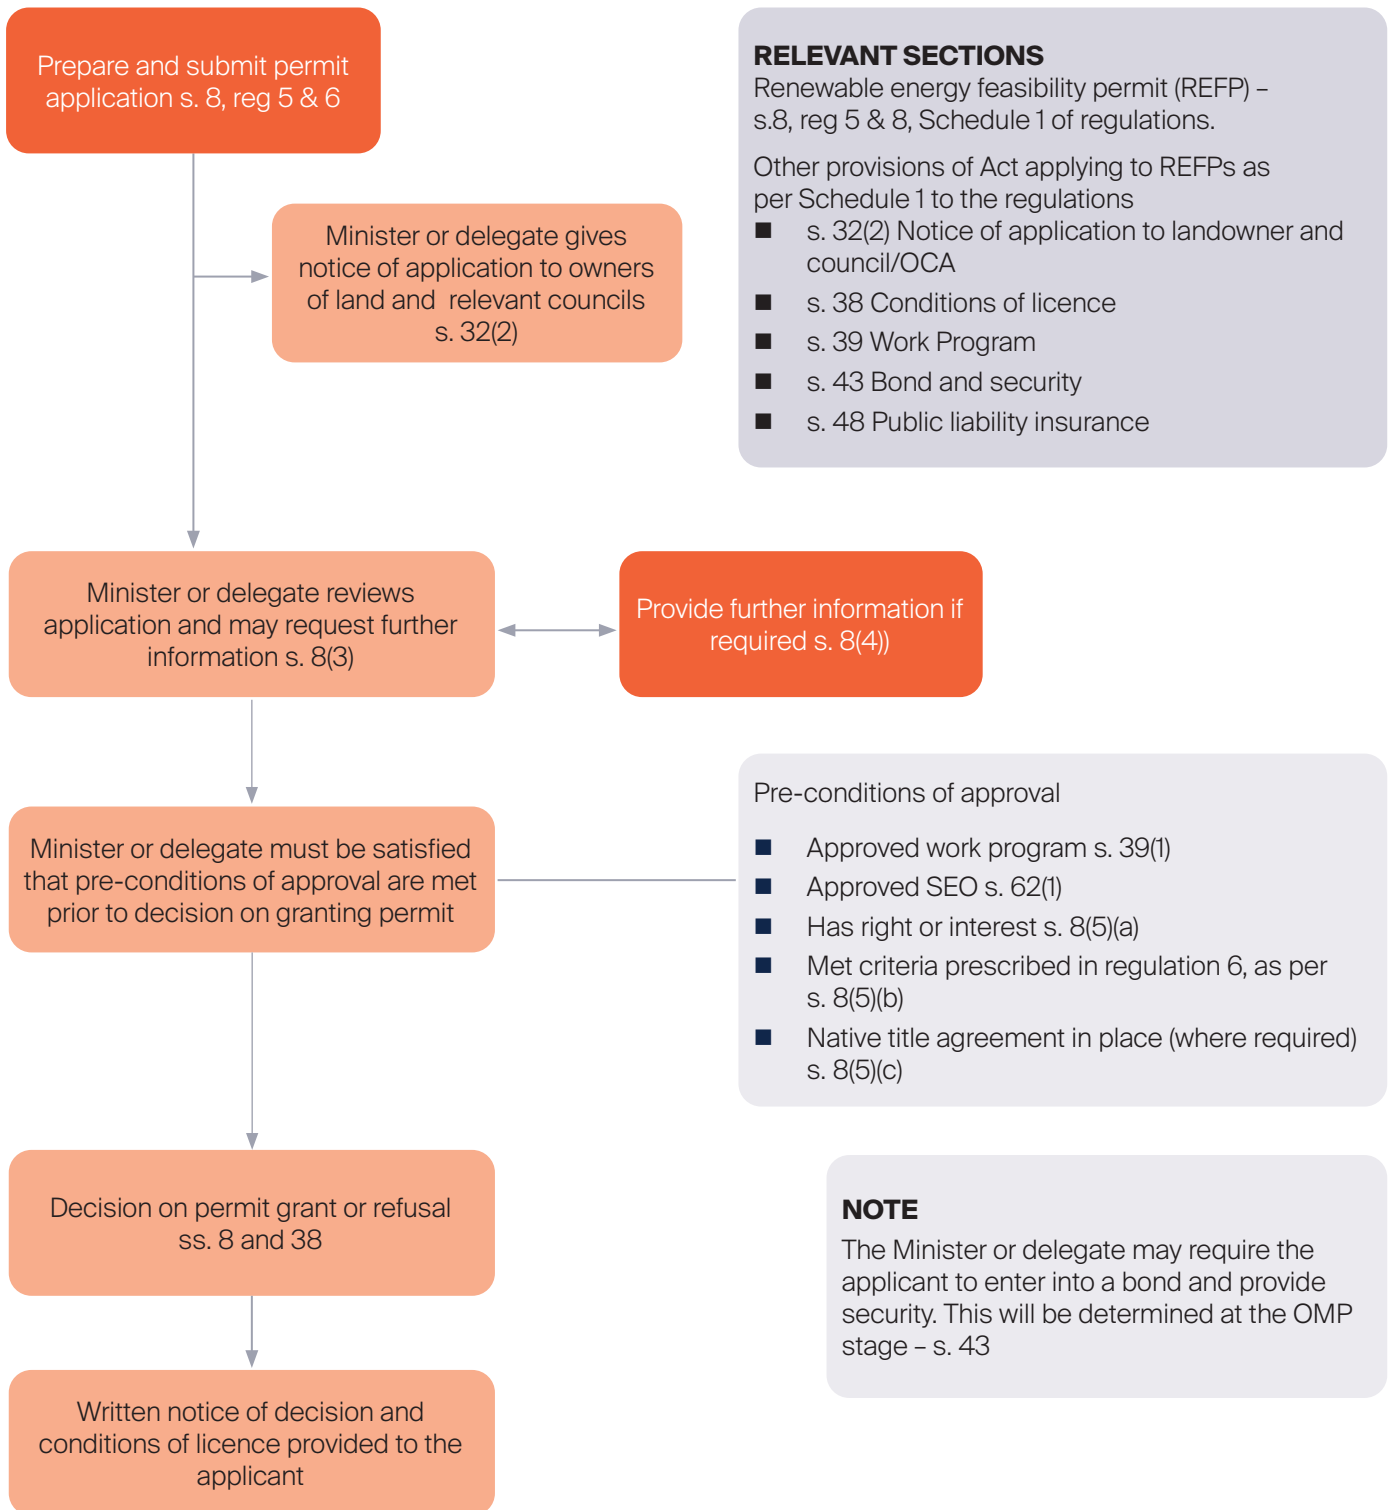 Prepare and submit permit
application s. 8, reg 5 & 6
RELEVANT SECTIONS
Renewable energy feasibility permit (REFP) –
s.8, reg 5 & 8, Schedule 1 of regulations.
Other provisions of Act applying to REFPs as
per Schedule 1 to the regulations
■ s. 32(2) Notice of application to landowner and
council/OCA
■ s. 38 Conditions of licence
■ s. 39 Work Program
■ s. 43 Bond and security
■ s. 48 Public liability insurance
Minister or delegate gives
notice of application to owners
of land and relevant councils
s. 32(2)
Minister or delegate reviews
application and may request further
information s. 8(3)
Provide further information if
required s. 8(4))
Minister or delegate must be satisfied
that pre-conditions of approval are met
prior to decision on granting permit
Pre-conditions of approval
■ Approved work program s. 39(1)
■ Approved SEO s. 62(1)
■ Has right or interest s. 8(5)(a)
■ Met criteria prescribed in regulation 6, as per
s. 8(5)(b)
■ Native title agreement in place (where required)
s. 8(5)(c)
Decision on permit grant or refusal
ss. 8 and 38
NOTE
The Minister or delegate may require the
applicant to enter into a bond and provide
security. This will be determined at the OMP
stage – s. 43
Written notice of decision and
conditions of licence provided to the
applicant